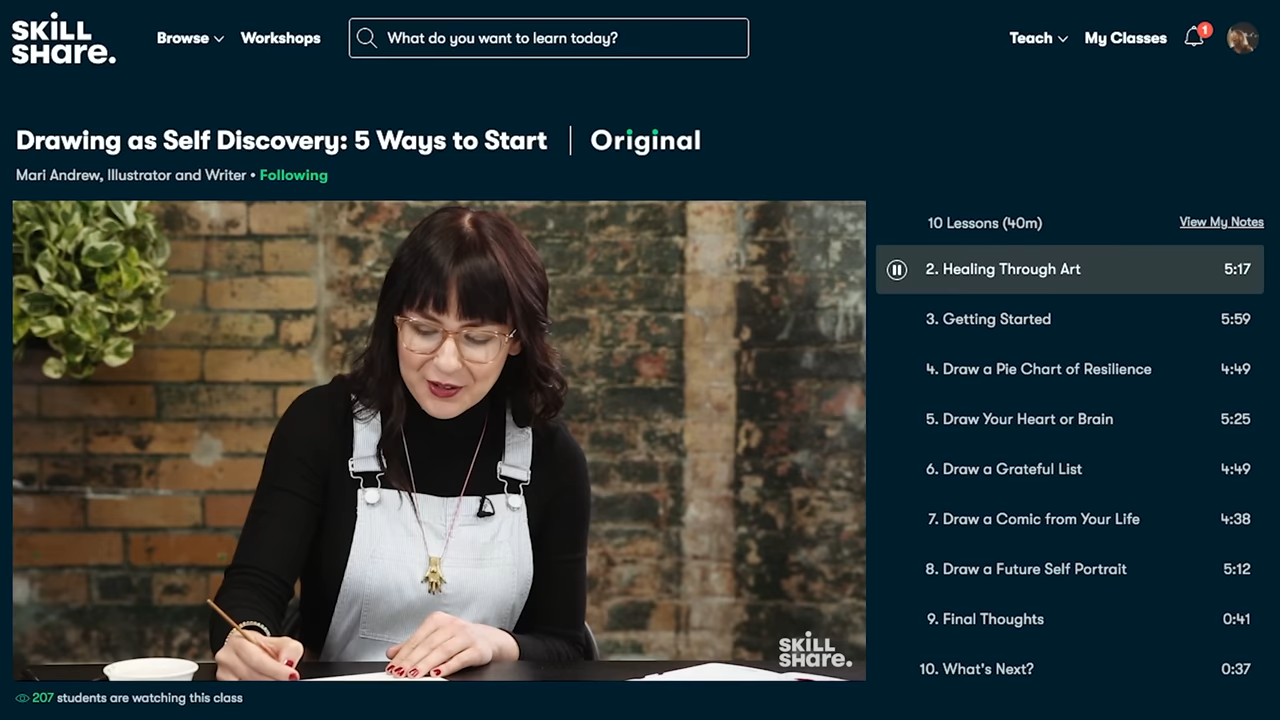 SKILL
SHare.
Browse
Workshops
What do you want to learn today?
Teach
My Classes
1
Drawing as Self Discovery: 5 Ways to Start | Original
Mari Andrew, Illustrator and Writer • Following
10 Lessons (40m)
View My Notes
2. Healing Through Art 5:17
3. Getting Started 5:59
4. Draw a Pie Chart of Resilience 4:49
5. Draw Your Heart or Brain 5:25
6. Draw a Grateful List 4:49
7. Draw a Comic from Your Life 4:38
8. Draw a Future Self Portrait 5:12
9. Final Thoughts 0:41
10. What's Next? 0:37
SKILL
SHare.
207 students are watching this class